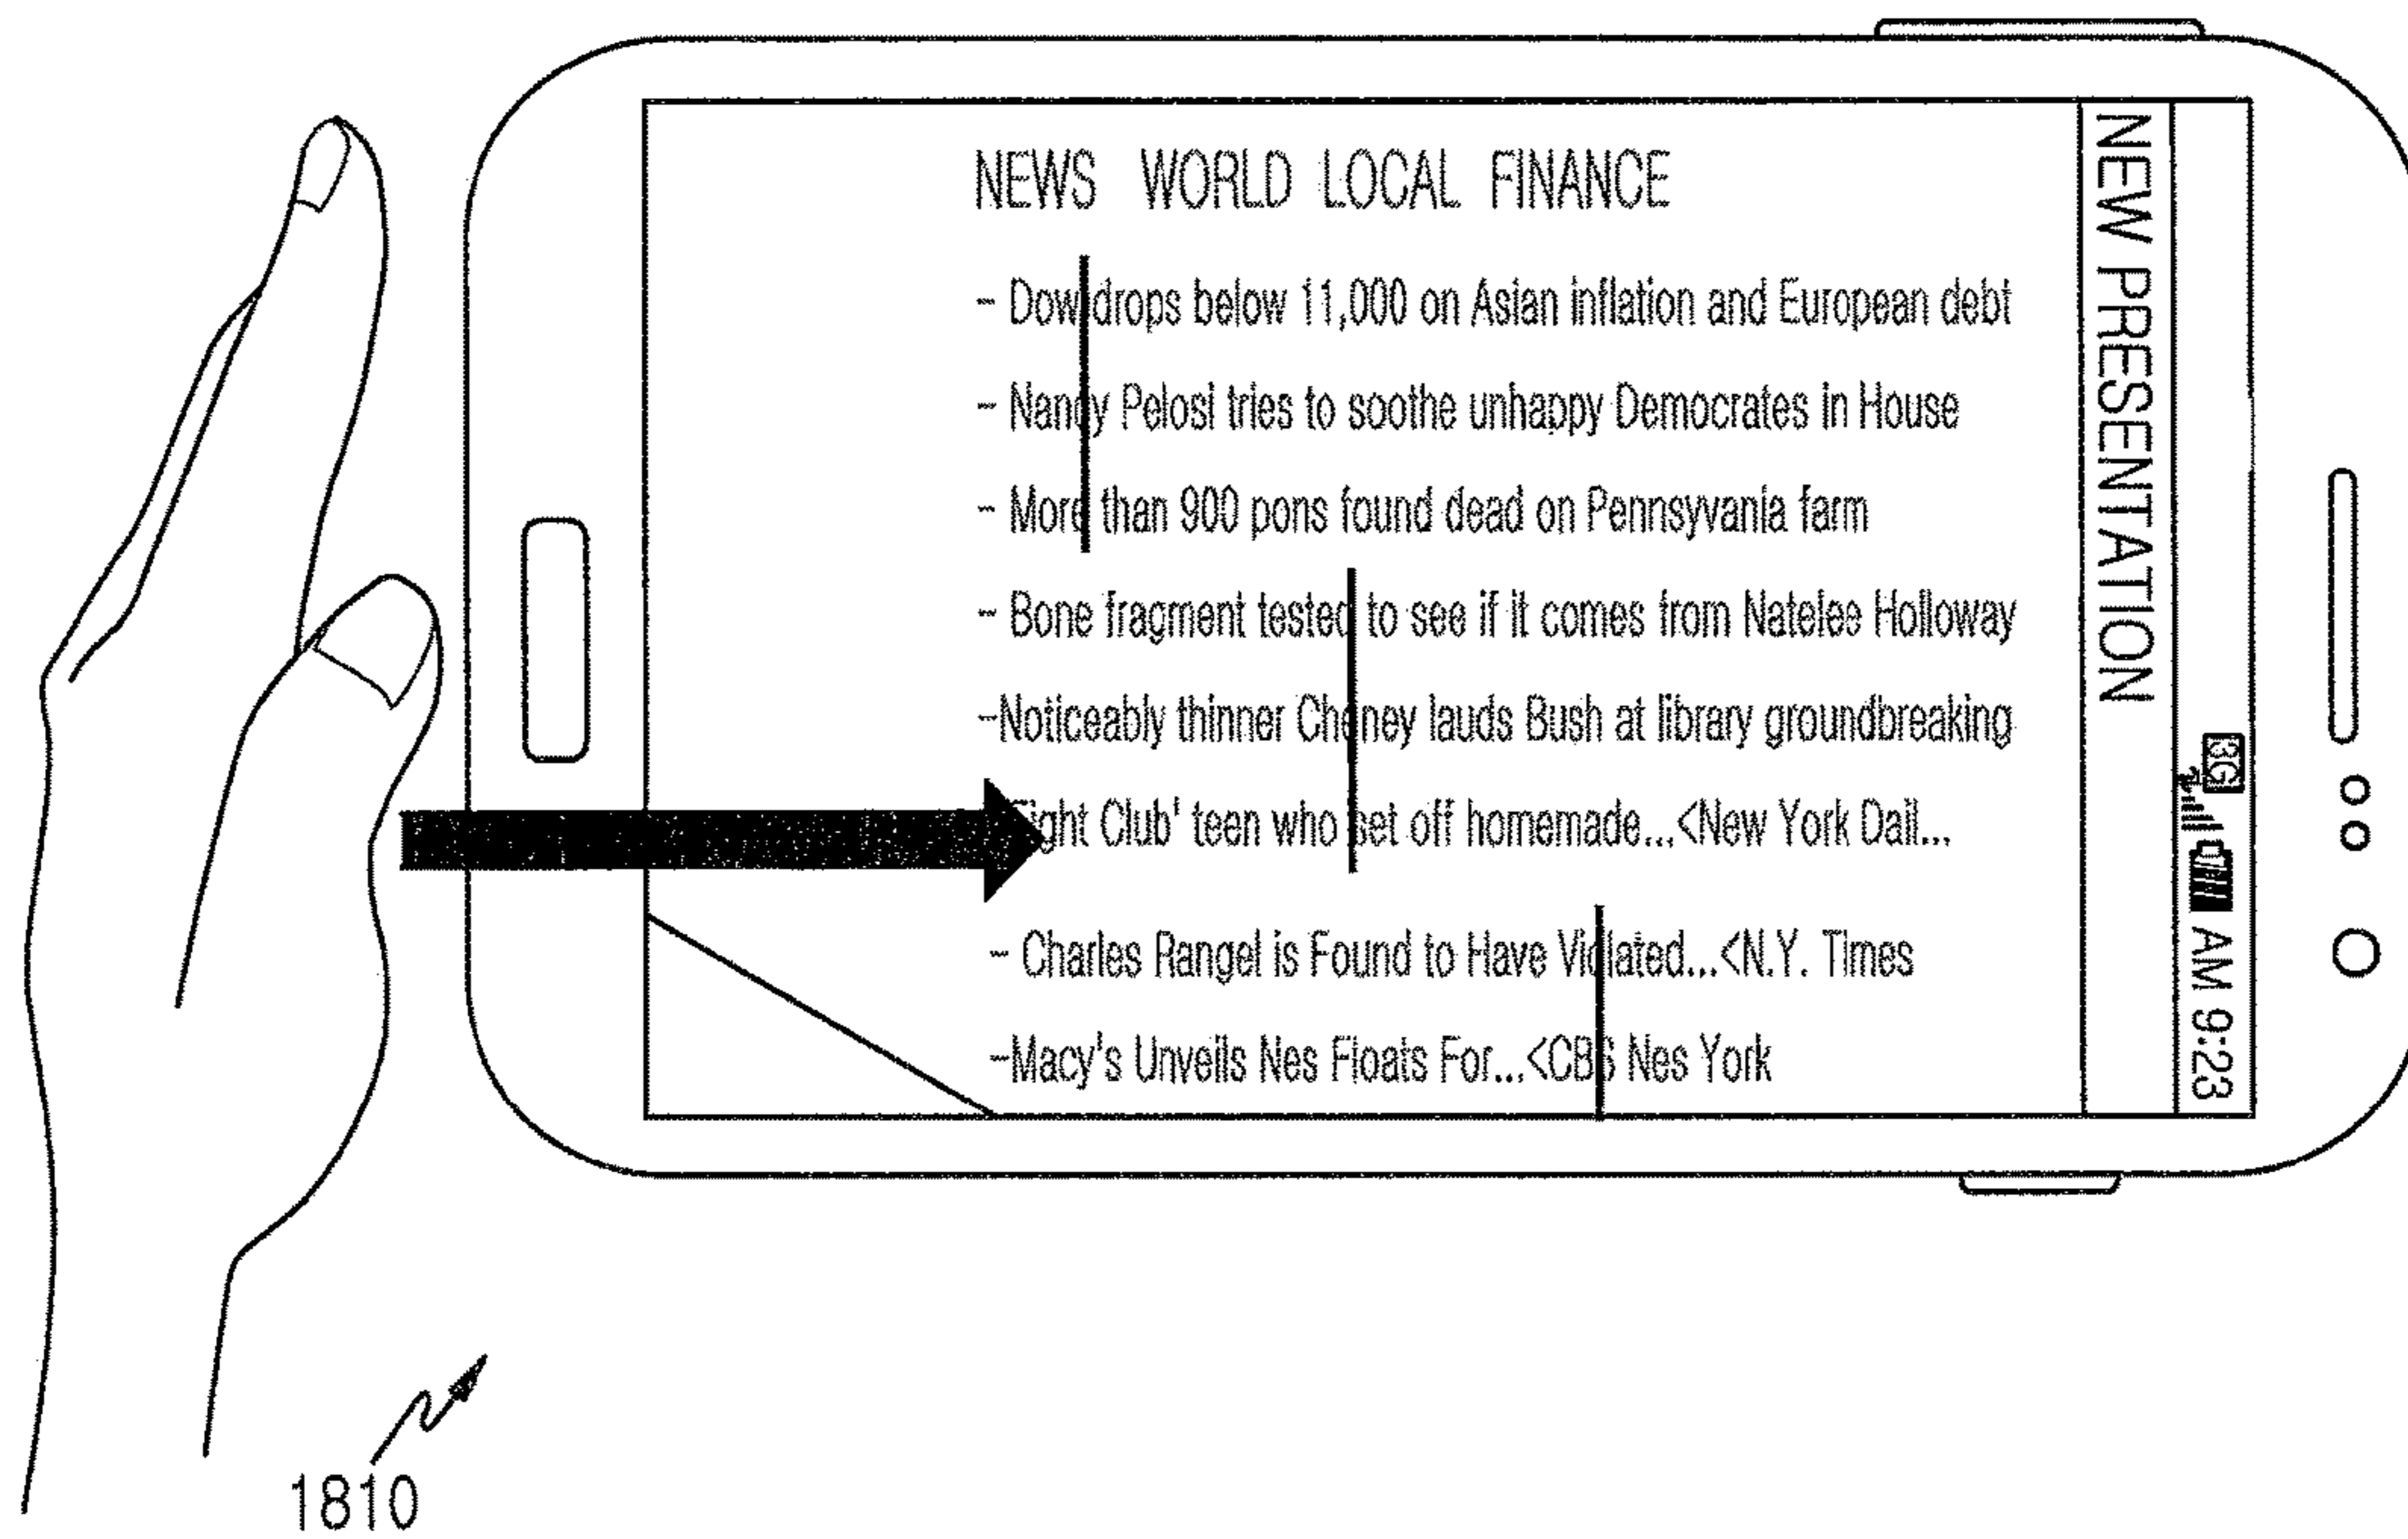 NEWS WORLD LOCAL FINANCE
- Dow drops below 11,000 on Asian inflation and European debt
- Nancy Pelosi tries to soothe unhappy Democrates in House
- More than 900 pons found dead on Pennsyvania farm
- Bone fragment tested to see if it comes from Natelee Holloway
-Noticeably thinner Cheney lauds Bush at library groundbreaking
Fight Club' teen who set off homemade...<New York Dail...
- Charles Rangel is Found to Have Violated...<N.Y. Times
-Macy's Unveils Nes Floats For...<CBS Nes York
NEW PRESENTATION
3G AM 9:23
1810